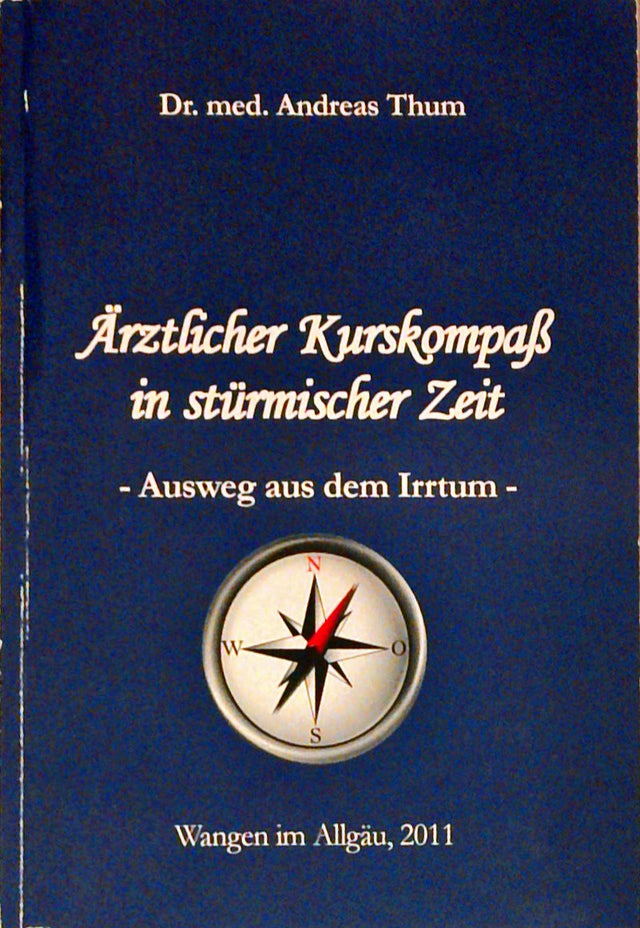 Dr. med. Andreas Thum
Ärztlicher Kurskompaß
in stürmischer Zeit
- Ausweg aus dem Irrtum -
N
W
O
S
Wangen im Allgäu, 2011